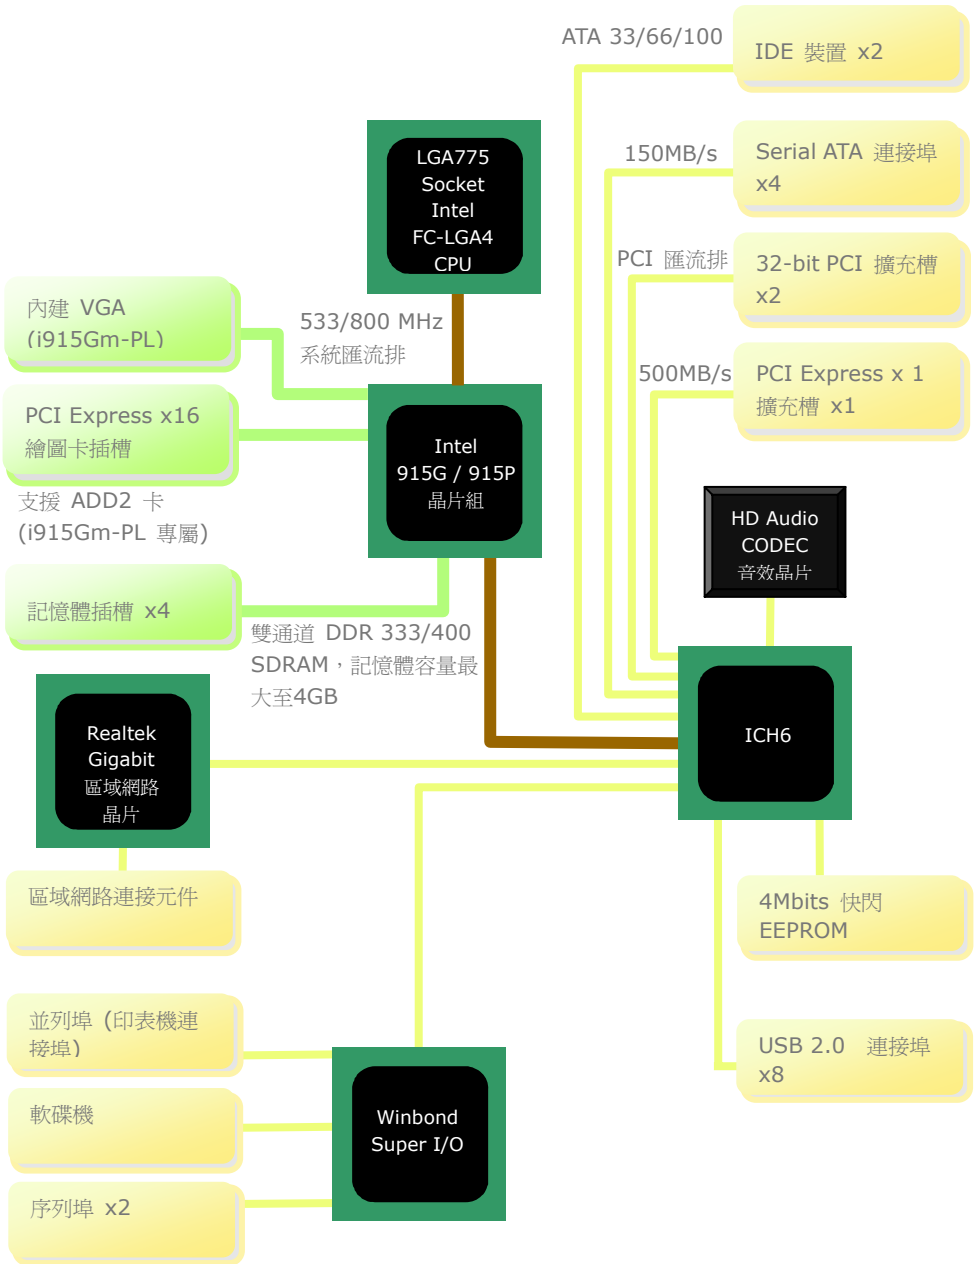 ATA 33/66/100
IDE 裝置 x2
LGA775
Socket
Intel
FC-LGA4
CPU
150MB/s
Serial ATA 連接埠
x4
PCI 匯流排
32-bit PCI 擴充槽
x2
內建 VGA
(i915Gm-PL)
533/800 MHz
系統匯流排
500MB/s
PCI Express x 1
擴充槽 x1
PCI Express x16
繪圖卡插槽
Intel
915G / 915P
晶片組
支援 ADD2 卡
(i915Gm-PL 專屬)
HD Audio
CODEC
音效晶片
記憶體插槽 x4
雙通道 DDR 333/400
SDRAM，記憶體容量最
大至4GB
Realtek
Gigabit
區域網路
晶片
ICH6
區域網路連接元件
4Mbits 快閃
EEPROM
並列埠 (印表機連
接埠)
USB 2.0 連接埠
x8
軟碟機
Winbond
Super I/O
序列埠 x2